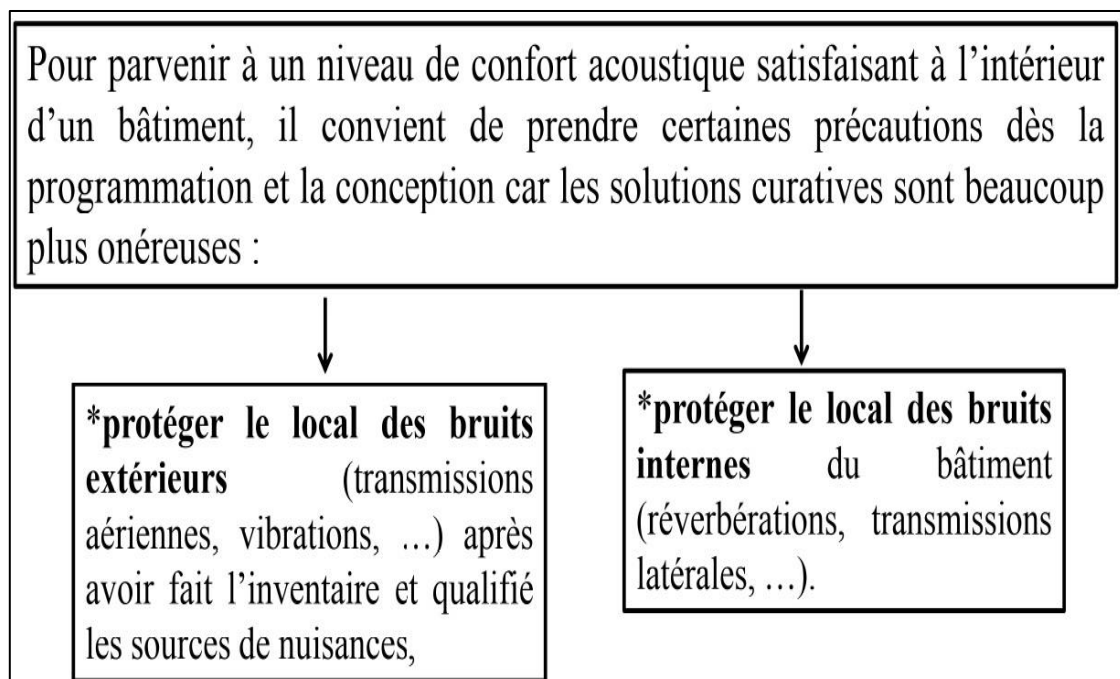 Pour parvenir à un niveau de confort acoustique satisfaisant à l’intérieur
d’un bâtiment, il convient de prendre certaines précautions dès la
programmation et la conception car les solutions curatives sont beaucoup
plus onéreuses :
*protéger le local des bruits
extérieurs (transmissions
aériennes, vibrations, …) après
avoir fait l’inventaire et qualifié
les sources de nuisances,
*protéger le local des bruits
internes du bâtiment
(réverbérations, transmissions
latérales, …).